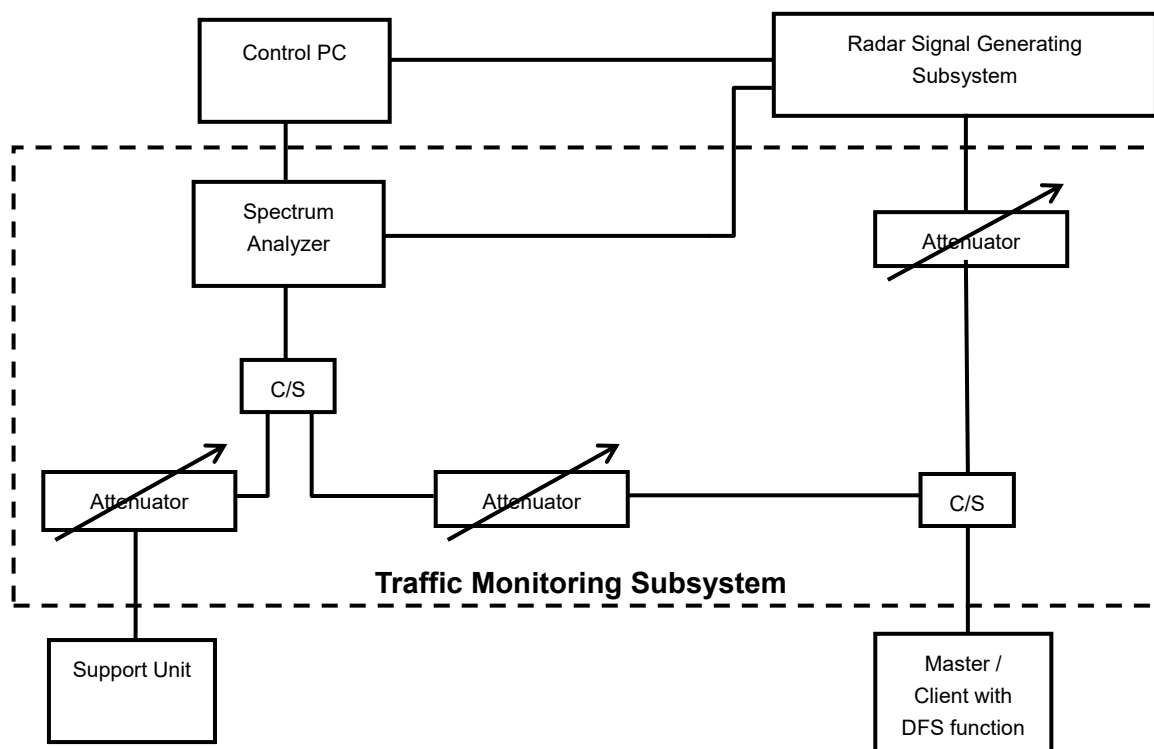 Control PC
Radar Signal Generating
Subsystem
Spectrum
Analyzer
Attenuator
C/S
Attenuator
Attenuator
C/S
Traffic Monitoring Subsystem
Support Unit
Master /
Client with
DFS function